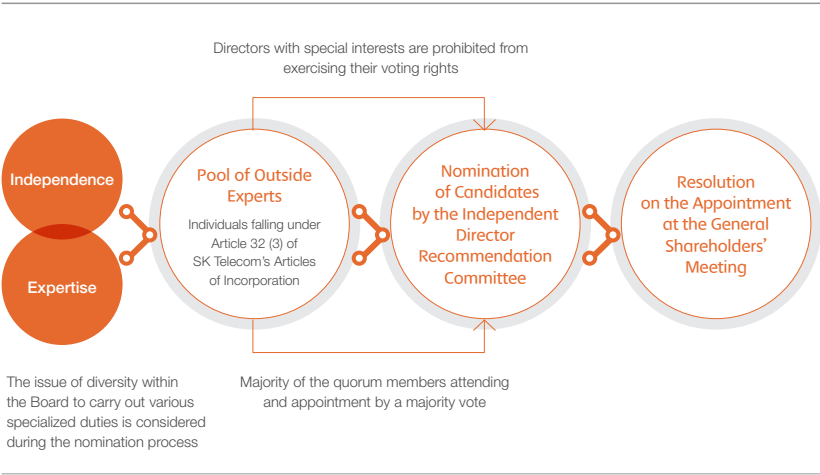 Directors with special interests are prohibited from
exercising their voting rights
Independence
Expertise
Pool of Outside
Experts
Individuals falling under
Article 32 (3) of
SK Telecom's Articles
of Incorporation
Nomination
of Candidates
by the Independent
Director
Recommendation
Committee
Resolution
on the Appointment
at the General
Shareholders'
Meeting
The issue of diversity within
the Board to carry out various
specialized duties is considered
during the nomination process
Majority of the quorum members attending
and appointment by a majority vote